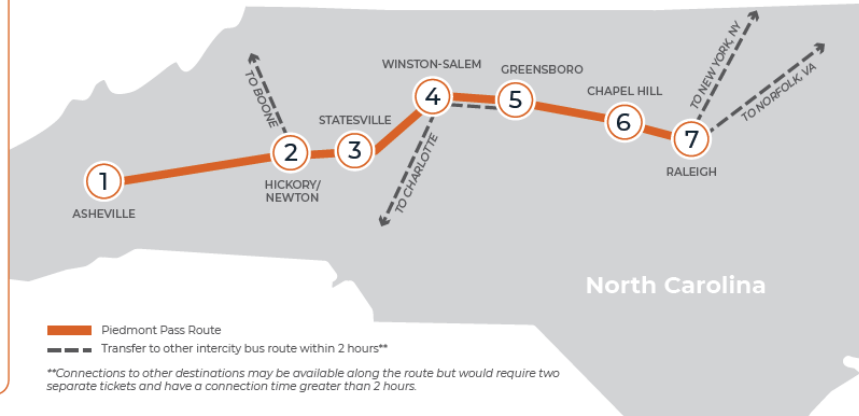 TO NEW YORK, NY
TO NORFOLK, VA
TO BOONE
WINSTON-SALEM
GREENSBORO
CHAPEL HILL
STATESVILLE
4
5
6
7
2
3
1
TO CHARLOTTE
RALEIGH
HICKORY/
NEWTON
ASHEVILLE
North Carolina
Piedmont Pass Route
Transfer to other intercity bus route within 2 hours**
**Connections to other destinations may be available along the route but would require two
separate tickets and have a connection time greater than 2 hours.